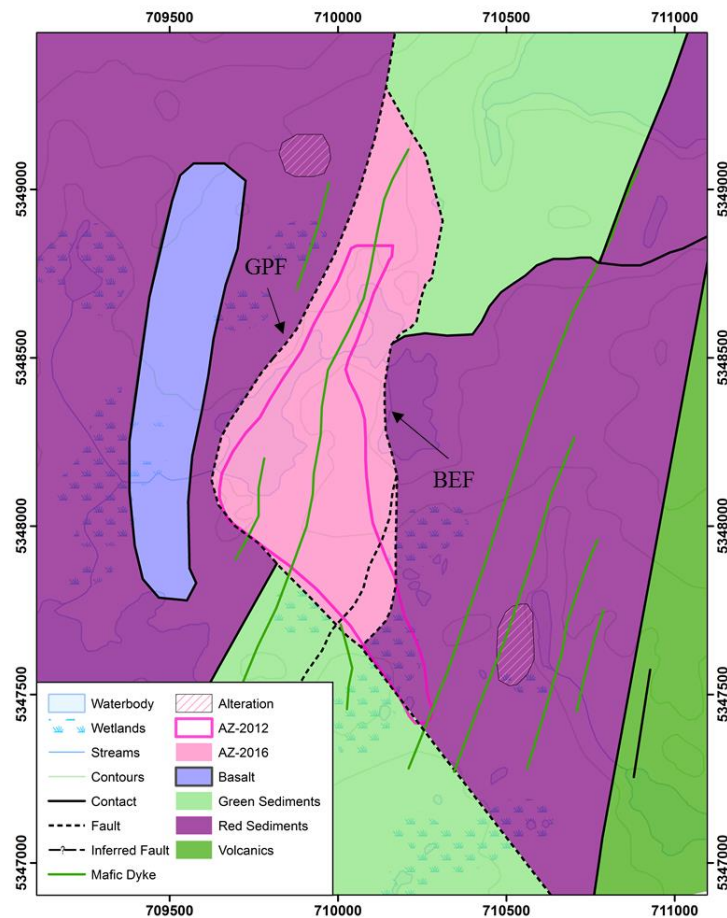 709500 710000 710500 711000
5349000 5349000
GPF
5348500 5348500
BEF
5348000 5348000
5347500 5347500
5347000
Waterbody
Wetlands
Streams
Contours
Contact
Fault
Inferred Fault
Mafic Dyke
Alteration
AZ-2012
AZ-2016
Basalt
Green Sediments
Red Sediments
Volcanics
5347000
709500 710000 710500 711000